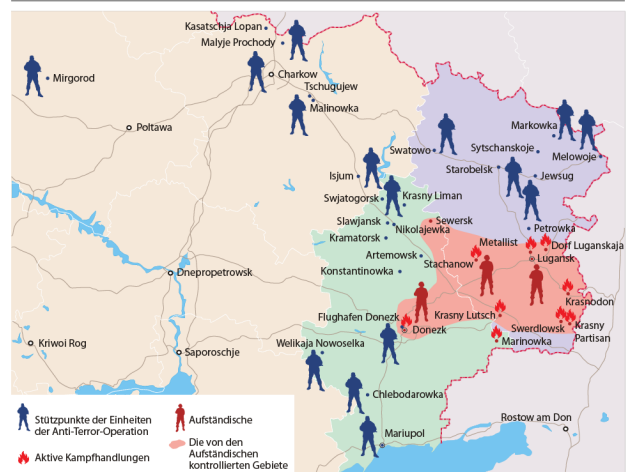 Kasatschja Lopan
Malyje Prochody
Mirgorod
Charkow
Tschugujew
Malinowka
Poltawa
Markowka
Swatowo
Sytschanskoje
Melowoje
Isjum
Starobelsk
Jewsug
Swjatogorsk
Krasny Liman
Slawjansk
Sewersk
Nikolajewka
Petrowka
Kramatorsk
Metallist
Dorf Luganskaja
Artemowsk
Stachanow
Lugansk
Dnepropetrowsk
Konstantinowka
Krasnodon
Flughafen Donezk
Krasny Lutsch
Donezk
Swerdlowsk
Krasny
Partisan
Kriwoi Rog
Welikaja Nowoselka
Marinowka
Saporoschje
Chlebodarowka
Rostow am Don
Mariupol
Stützpunkte der Einheiten
der Anti-Terror-Operation
Aktive Kampfhandlungen
Aufständische
Die von den
Aufständischen
kontrollierten Gebiete